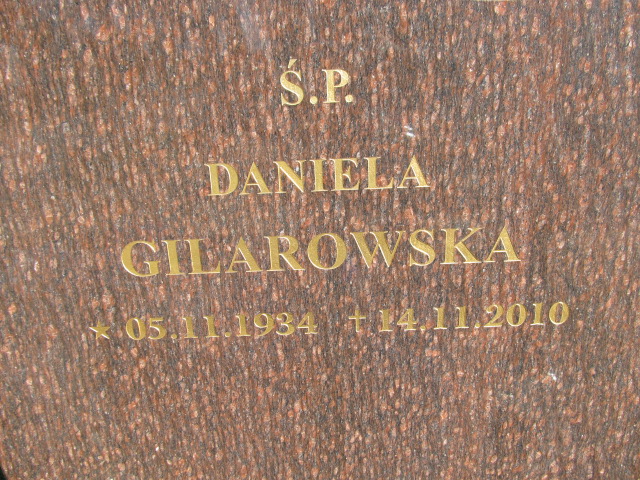 Ś.P.
DANIELA
GILAROWSKA
★ 05.11.1934 † 14.11.2010